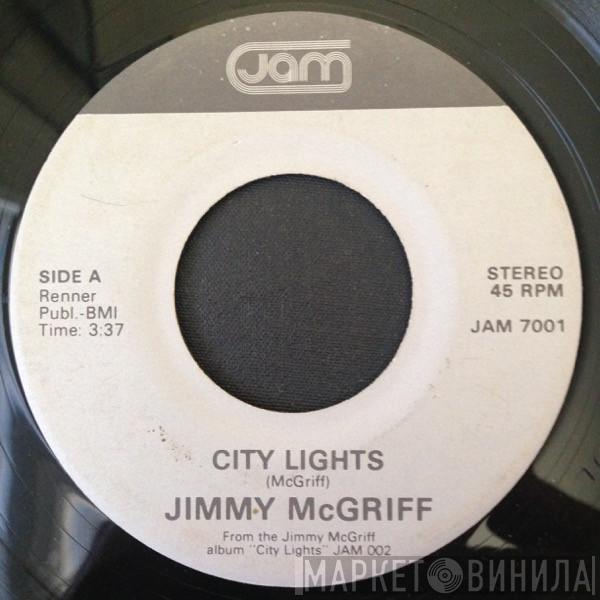 Jam
SIDE A
Renner
Publ.-BMI
Time: 3:37
STEREO
45 RPM
JAM 7001
CITY LIGHTS
(McGriff)
JIMMY McGRIFF
From the Jimmy McGriff
album "City Lights" JAM 002
МАРКЕТ ВИНИЛА